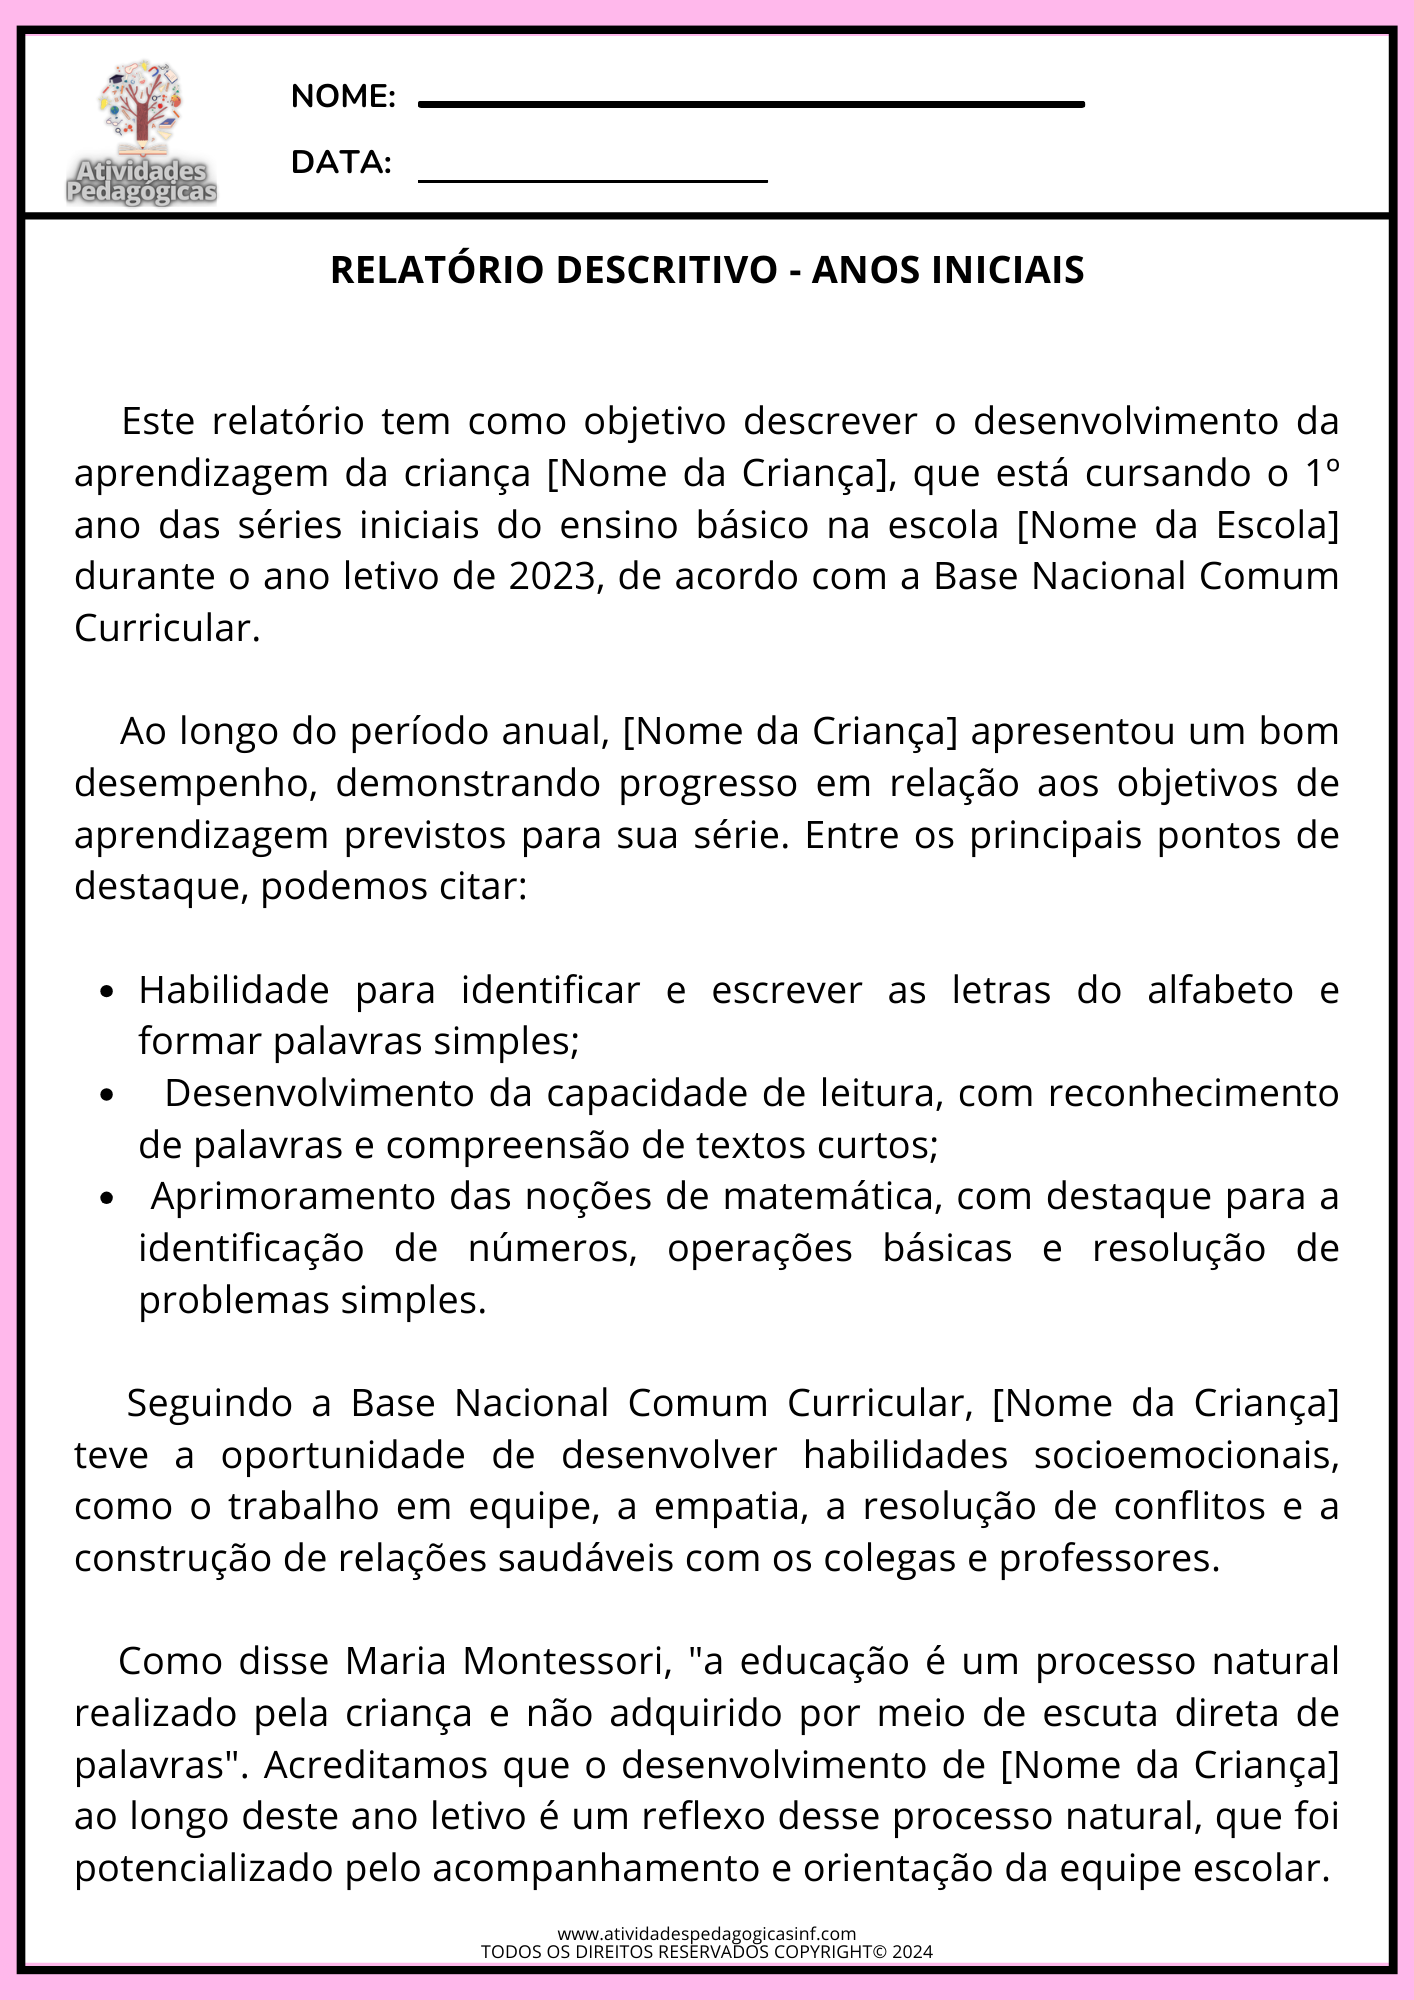 Atividades
Pedagógicas
NOME:
DATA:
RELATÓRIO DESCRITIVO - ANOS INICIAIS
Este relatório tem como objetivo descrever o desenvolvimento da
aprendizagem da criança [Nome da Criança], que está cursando o 1º
ano das séries iniciais do ensino básico na escola [Nome da Escola]
durante o ano letivo de 2023, de acordo com a Base Nacional Comum
Curricular.
Ao longo do período anual, [Nome da Criança] apresentou um bom
desempenho, demonstrando progresso em relação aos objetivos de
aprendizagem previstos para sua série. Entre os principais pontos de
destaque, podemos citar:
• Habilidade para identificar e escrever as letras do alfabeto e
formar palavras simples;
• Desenvolvimento da capacidade de leitura, com reconhecimento
de palavras e compreensão de textos curtos;
• Aprimoramento das noções de matemática, com destaque para a
identificação de números, operações básicas e resolução de
problemas simples.
Seguindo a Base Nacional Comum Curricular, [Nome da Criança]
teve a oportunidade de desenvolver habilidades socioemocionais,
como o trabalho em equipe, a empatia, a resolução de conflitos e a
construção de relações saudáveis com os colegas e professores.
Como disse Maria Montessori, "a educação é um processo natural
realizado pela criança e não adquirido por meio de escuta direta de
palavras". Acreditamos que o desenvolvimento de [Nome da Criança]
ao longo deste ano letivo é um reflexo desse processo natural, que foi
potencializado pelo acompanhamento e orientação da equipe escolar.
www.atividadespedagogicasinf.com
TODOS OS DIREITOS RESERVADOS COPYRIGHT© 2024